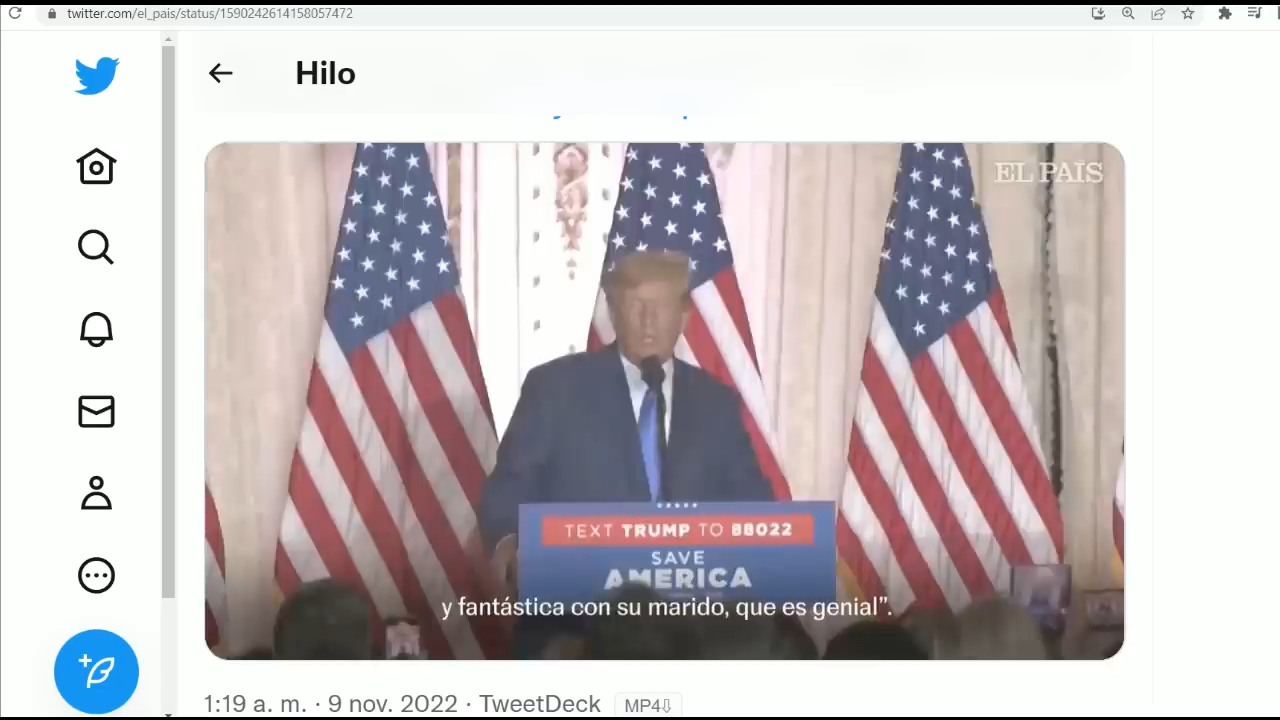 twitter.com/el_pais/status/1590242614158057472
Hilo
EL PAÍS
TEXT TRUMP TO 88022
SAVE
AMERICA
y fantástica con su marido, que es genial”.
1:19 a. m. · 9 nov. 2022 · TweetDeck
MP4⇩